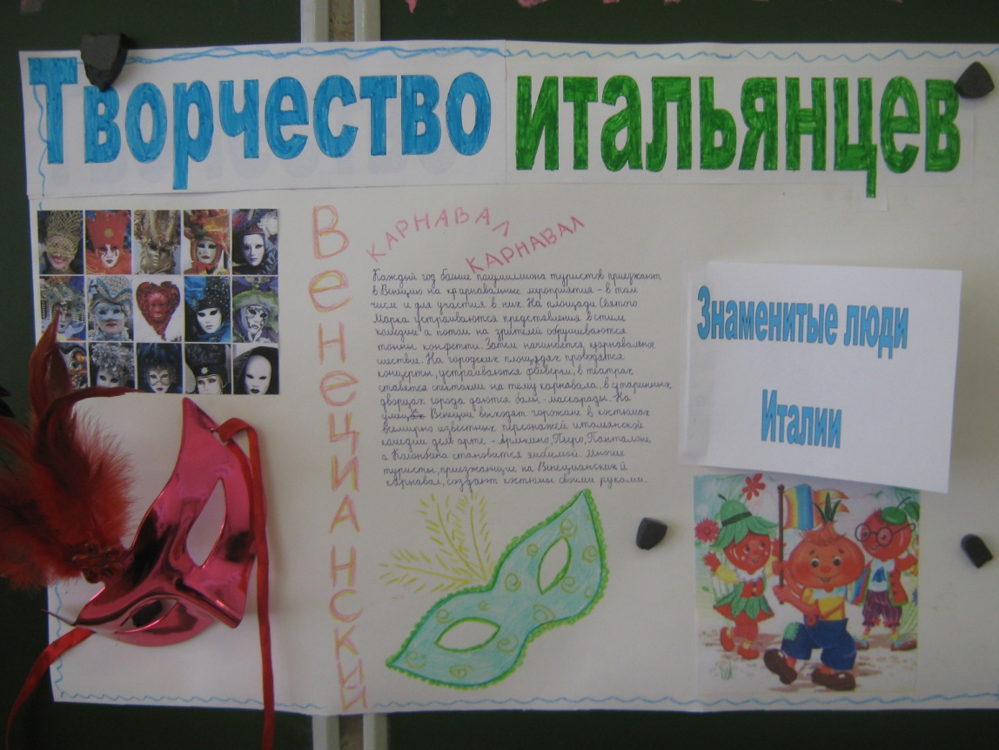 Творчество итальянцев
Венецианский
КАРНАВАЛ
КАРНАВАЛ
Каждый год более полумиллиона туристов приезжают
в Венецию на карнавальные мероприятия - в том
числе и для участия в них. На площади Святого
Марка устраиваются представления в стиле
комедии а потом на зрителей обрушиваются
тонны конфетти. Затем начинается карнавальное
шествие. На городских площадях проводятся
концерты, устраиваются фейверки, в театрах
ставятся спектакли на тему карнавала, в старинных
дворцах города даются балы-маскарады. На
улицах Венеции выходят горожане в костюмах
всемирно известных персонажей итальянской
комедии дель арте - Арлекино, Пьеро, Панталоне,
а Коломбина становится любимой. Многие
туристы, приезжающие на Венецианский
карнавал, создают костюмы своими руками.
Знаменитые люди
Италии